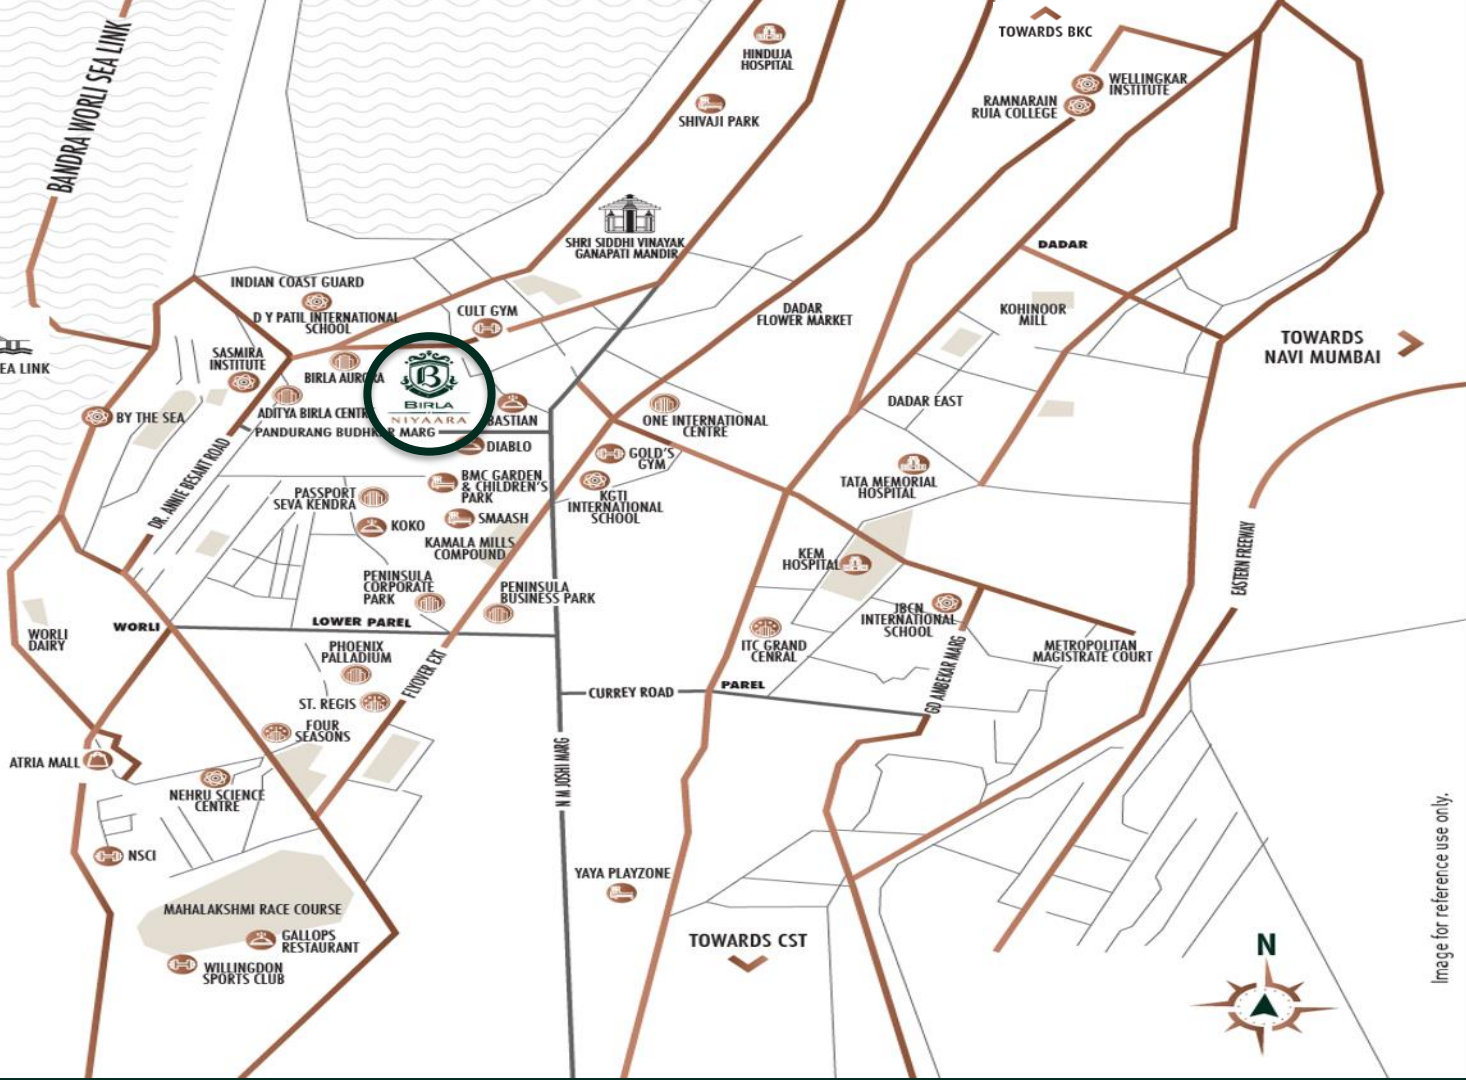 TOWARDS BKC
HINDUJA
HOSPITAL
WELLINGKAR
INSTITUTE
RAMNARAIN
RUIA COLLEGE
BANDRA WORLI SEA LINK
SHIVAJI PARK
SHRI SIDDHI VINAYAK
GANAPATI MANDIR
DADAR
INDIAN COAST GUARD
D Y PATIL INTERNATIONAL
SCHOOL
CULT GYM
DADAR
FLOWER MARKET
KOHINOOR
MILL
TOWARDS
NAVI MUMBAI
EA LINK
SASMIRA
INSTITUTE
BIRLA AURORA
B
BIRLA
NIYAARA
ADITYA BIRLA CENTR
BY THE SEA
BASTIAN
PANDURANG BUDHKAR MARG
DIABLO
ONE INTERNATIONAL
CENTRE
DADAR EAST
GOLD'S
GYM
DR. ANNIE BESANT ROAD
BMC GARDEN
& CHILDREN'S
PARK
PASSPORT
SEVA KENDRA
KGTI
INTERNATIONAL
SCHOOL
TATA MEMORIAL
HOSPITAL
KOKO
SMAASH
KAMALA MILLS
COMPOUND
KEM
HOSPITAL
EASTERN FREEWAY
PENINSULA
CORPORATE
PARK
PENINSULA
BUSINESS PARK
JBCN
INTERNATIONAL
SCHOOL
WORLI
DAIRY
WORLI
LOWER PAREL
PHOENIX
PALLADIUM
ITC GRAND
CENRAL
METROPOLITAN
MAGISTRATE COURT
FLYOVER EXT
GD AMBEKAR MARG
ST. REGIS
CURREY ROAD
PAREL
FOUR
SEASONS
ATRIA MALL
N M JOSHI MARG
NEHRU SCIENCE
CENTRE
NSCI
YAYA PLAYZONE
MAHALAKSHMI RACE COURSE
GALLOPS
RESTAURANT
TOWARDS CST
WILLINGDON
SPORTS CLUB
N
Image for reference use only.